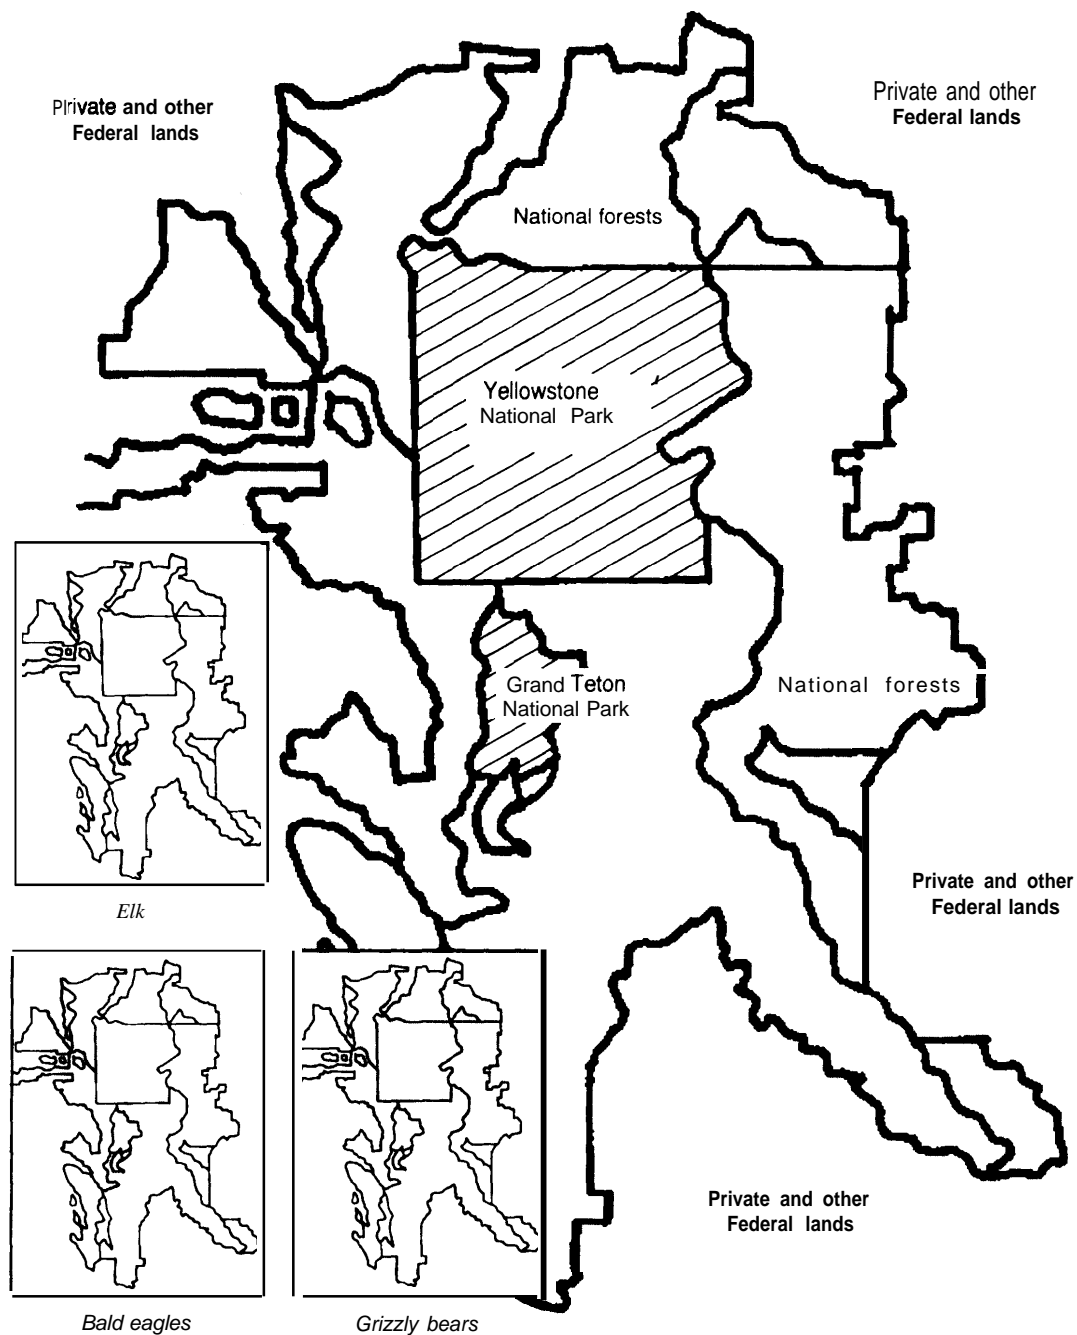 Private and other
Federal lands
Private and other
Federal lands
National forests
Yellowstone
National Park
Grand Teton
National Park
National forests
Private and other
Federal lands
Elk
Private and other
Federal lands
Bald eagles
Grizzly bears